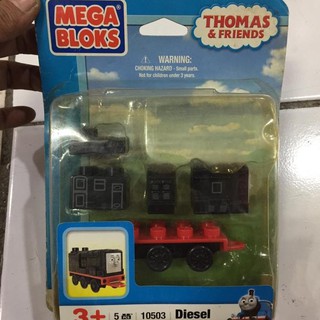 MEGA
BLOKS
THOMAS
& FRIENDS
WARNING:
CHOKING HAZARD - Small parts.
Not for children under 3 years.
3+
5
10503
Diesel